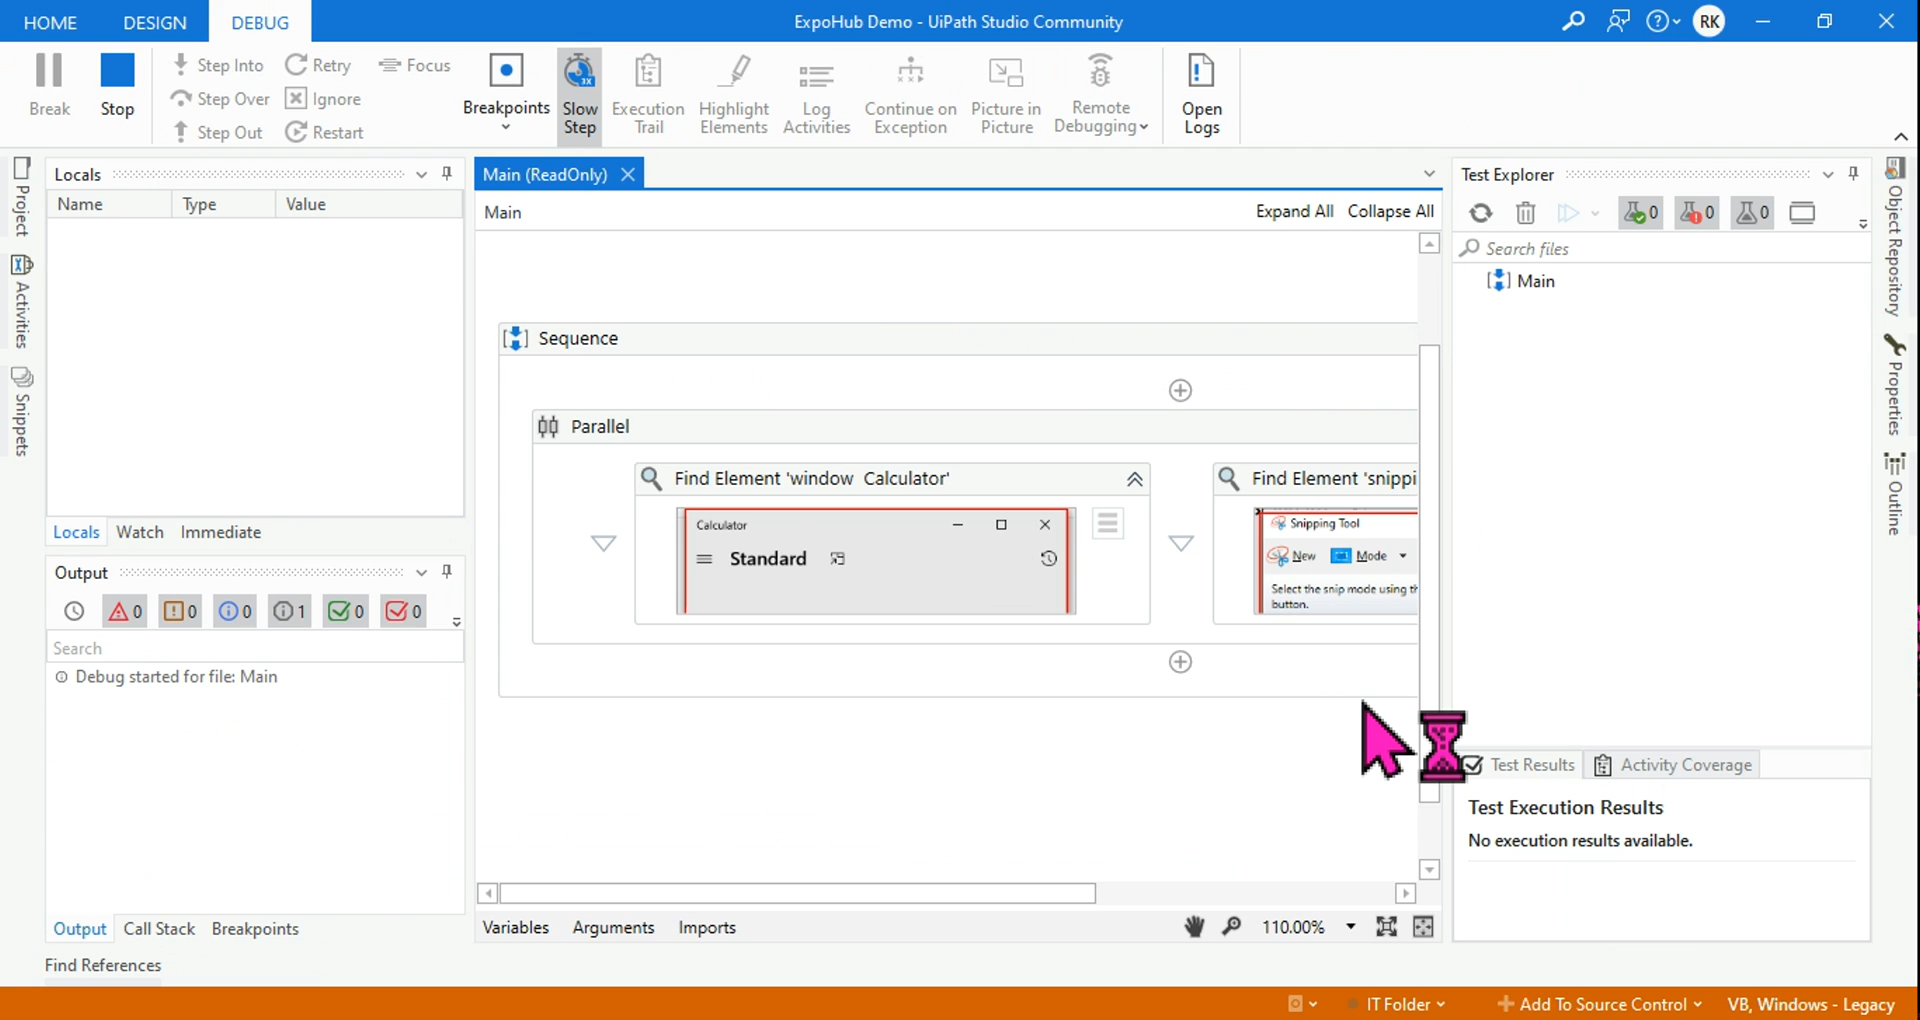 HOME DESIGN DEBUG ExpoHub Demo - UiPath Studio Community RK
Break
Stop
Step Into
Step Over
Step Out
Retry
Ignore
Restart
Focus
Breakpoints
3X
Slow
Step
Execution
Trail
Highlight
Elements
Log
Activities
Continue on
Exception
Picture in
Picture
Remote
Debugging
Open
Logs
Project
Activities
Snippets
Locals
Name Type Value
Locals Watch Immediate
Output
0 0 0 1 0 0
Search
Debug started for file: Main
Output Call Stack Breakpoints
Find References
Main (ReadOnly)
Main Expand All Collapse All
Sequence
Parallel
Find Element 'window Calculator'
Calculator
Standard
Find Element 'snippi
Snipping Tool
New Mode
Select the snip mode using th
button.
Variables Arguments Imports 110.00%
Test Explorer
0 0 0
Search files
Main
Test Results Activity Coverage
Test Execution Results
No execution results available.
Object Repository
Properties
Outline
IT Folder Add To Source Control VB, Windows - Legacy